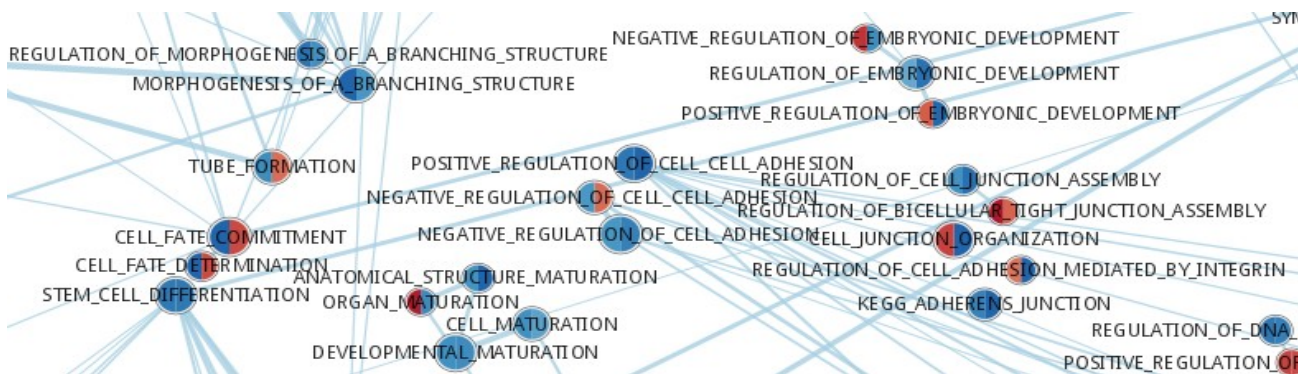 SYM
NEGATIVE_REGULATION_OF_EMBRYONIC_DEVELOPMENT
REGULATION_OF_MORPHOGENESIS_OF_A_BRANCHING_STRUCTURE
REGULATION_OF_EMBRYONIC_DEVELOPMENT
MORPHOGENESIS_OF_A_BRANCHING_STRUCTURE
POSITIVE_REGULATION_OF_EMBRYONIC_DEVELOPMENT
TUBE_FORMATION
POSITIVE_REGULATION_OF_CELL_CELL_ADHESION
REGULATION_OF_CELL_JUNCTION_ASSEMBLY
NEGATIVE_REGULATION_OF_CELL_CELL_ADHESION
REGULATION_OF_BICELLULAR_TIGHT_JUNCTION_ASSEMBLY
CELL_FATE_COMMITMENT
NEGATIVE_REGULATION_OF_CELL_ADHESION
CELL_JUNCTION_ORGANIZATION
CELL_FATE_DETERMINATION
ANATOMICAL_STRUCTURE_MATURATION
REGULATION_OF_CELL_ADHESION_MEDIATED_BY_INTEGRIN
STEM_CELL_DIFFERENTIATION
ORGAN_MATURATION
KEGG_ADHERENS_JUNCTION
CELL_MATURATION
REGULATION_OF_DNA_
DEVELOPMENTAL_MATURATION
POSITIVE_REGULATION_OF